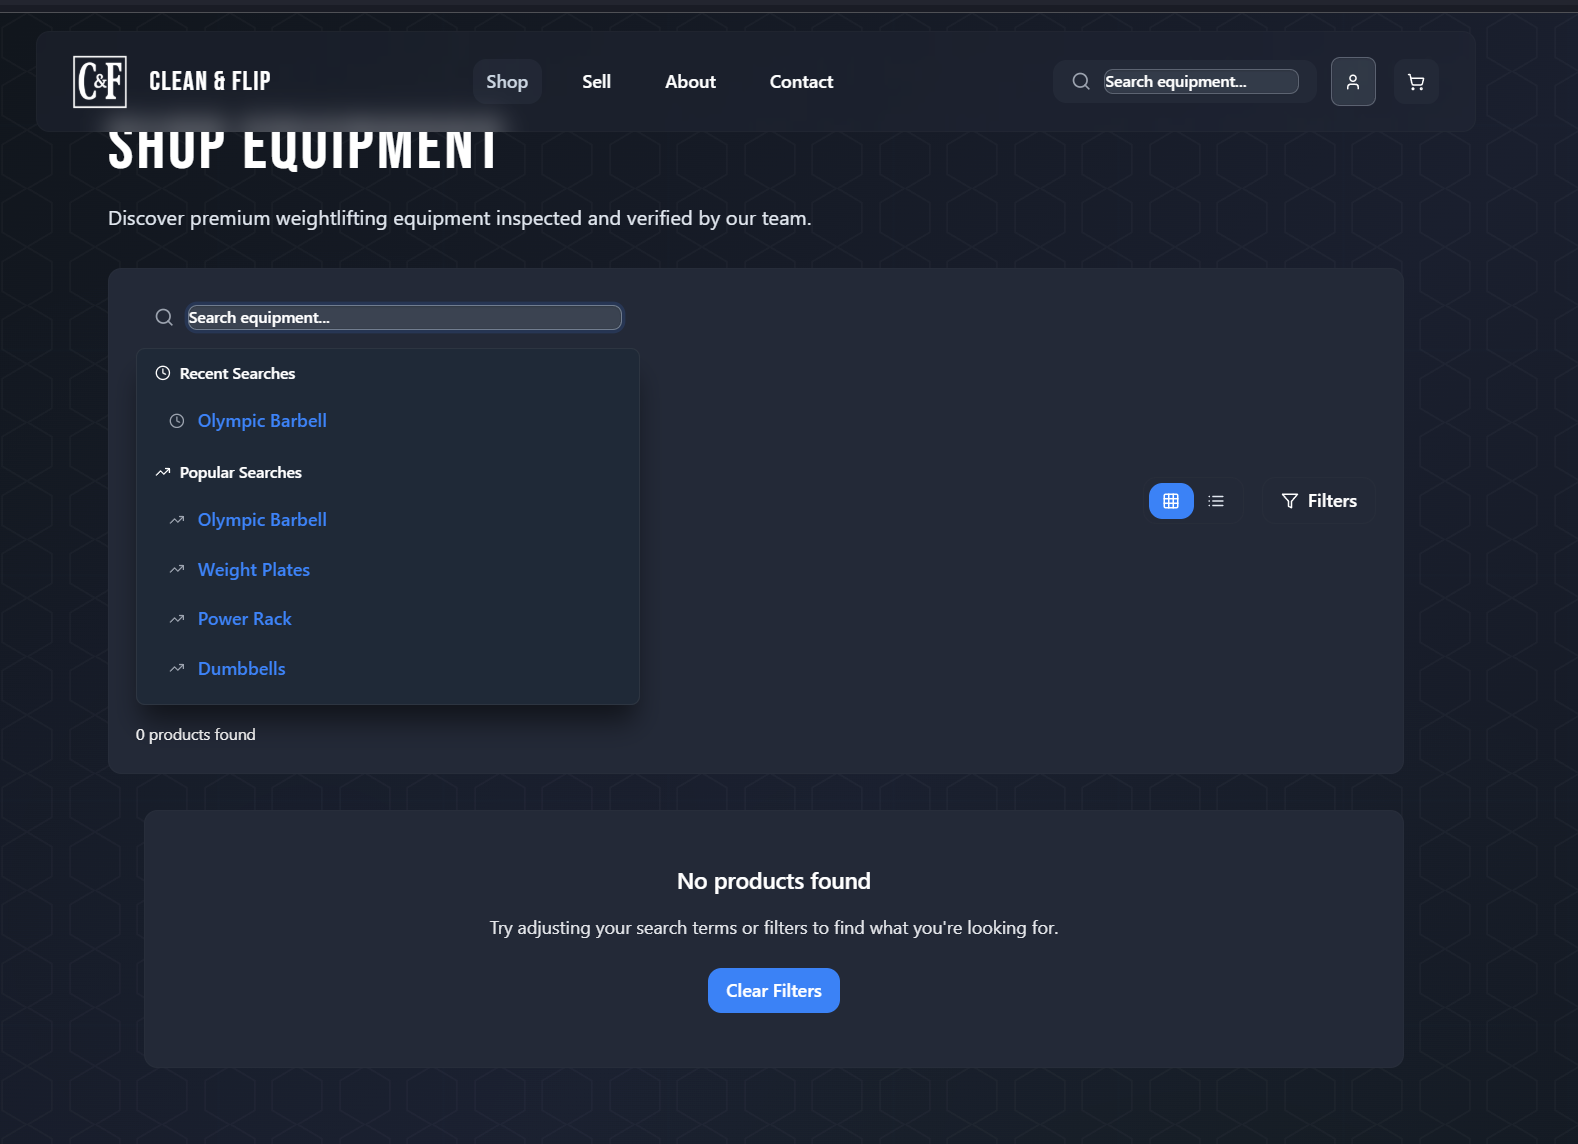 C&F
CLEAN & FLIP
Shop
Sell
About
Contact
Search equipment...
SHOP EQUIPMENT
Discover premium weightlifting equipment inspected and verified by our team.
Search equipment...
Recent Searches
Olympic Barbell
Popular Searches
Olympic Barbell
Weight Plates
Power Rack
Dumbbells
Filters
0 products found
No products found
Try adjusting your search terms or filters to find what you're looking for.
Clear Filters